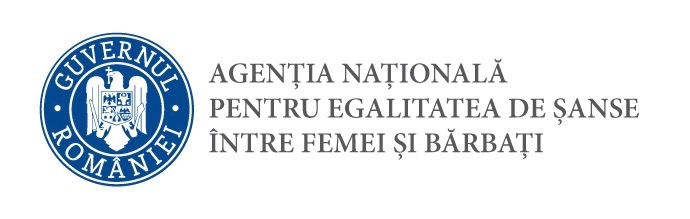 GUVERNUL
ROMÂNIEI
AGENȚIA NAȚIONALĂ
PENTRU EGALITATEA DE ȘANSE
ÎNTRE FEMEI ȘI BĂRBAȚI